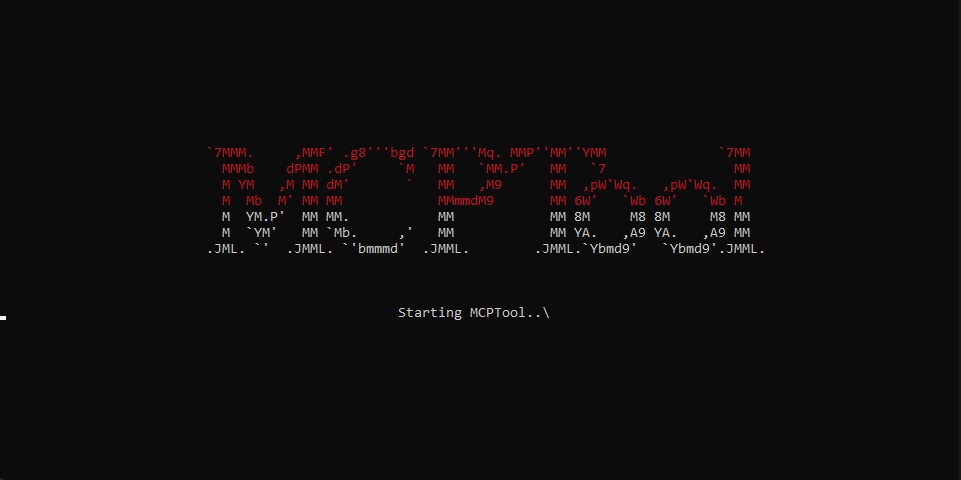 `7MMM.     ,MMF' .g8'''bgd `7MM'''Mq. MMP''MM''YMM              `7MM
  MMMb    dPMM .dP'     `M   MM   `MM.P'   MM   `7                MM
  M YM   ,M MM dM'       `   MM   ,M9      MM  ,pW'Wq.   ,pW'Wq.  MM
  M  Mb  M' MM MM            MMmmdM9       MM 6W'   `Wb 6W'   `Wb M
  M  YM.P'  MM MM.           MM            MM 8M     M8 8M     M8 MM
  M  `YM'   MM `Mb.     ,'   MM            MM YA.   ,A9 YA.   ,A9 MM
.JML. `'  .JMML. `'bmmmd'  .JMML.        .JMML.`Ybmd9'   `Ybmd9'.JMML.
Starting MCPTool..\